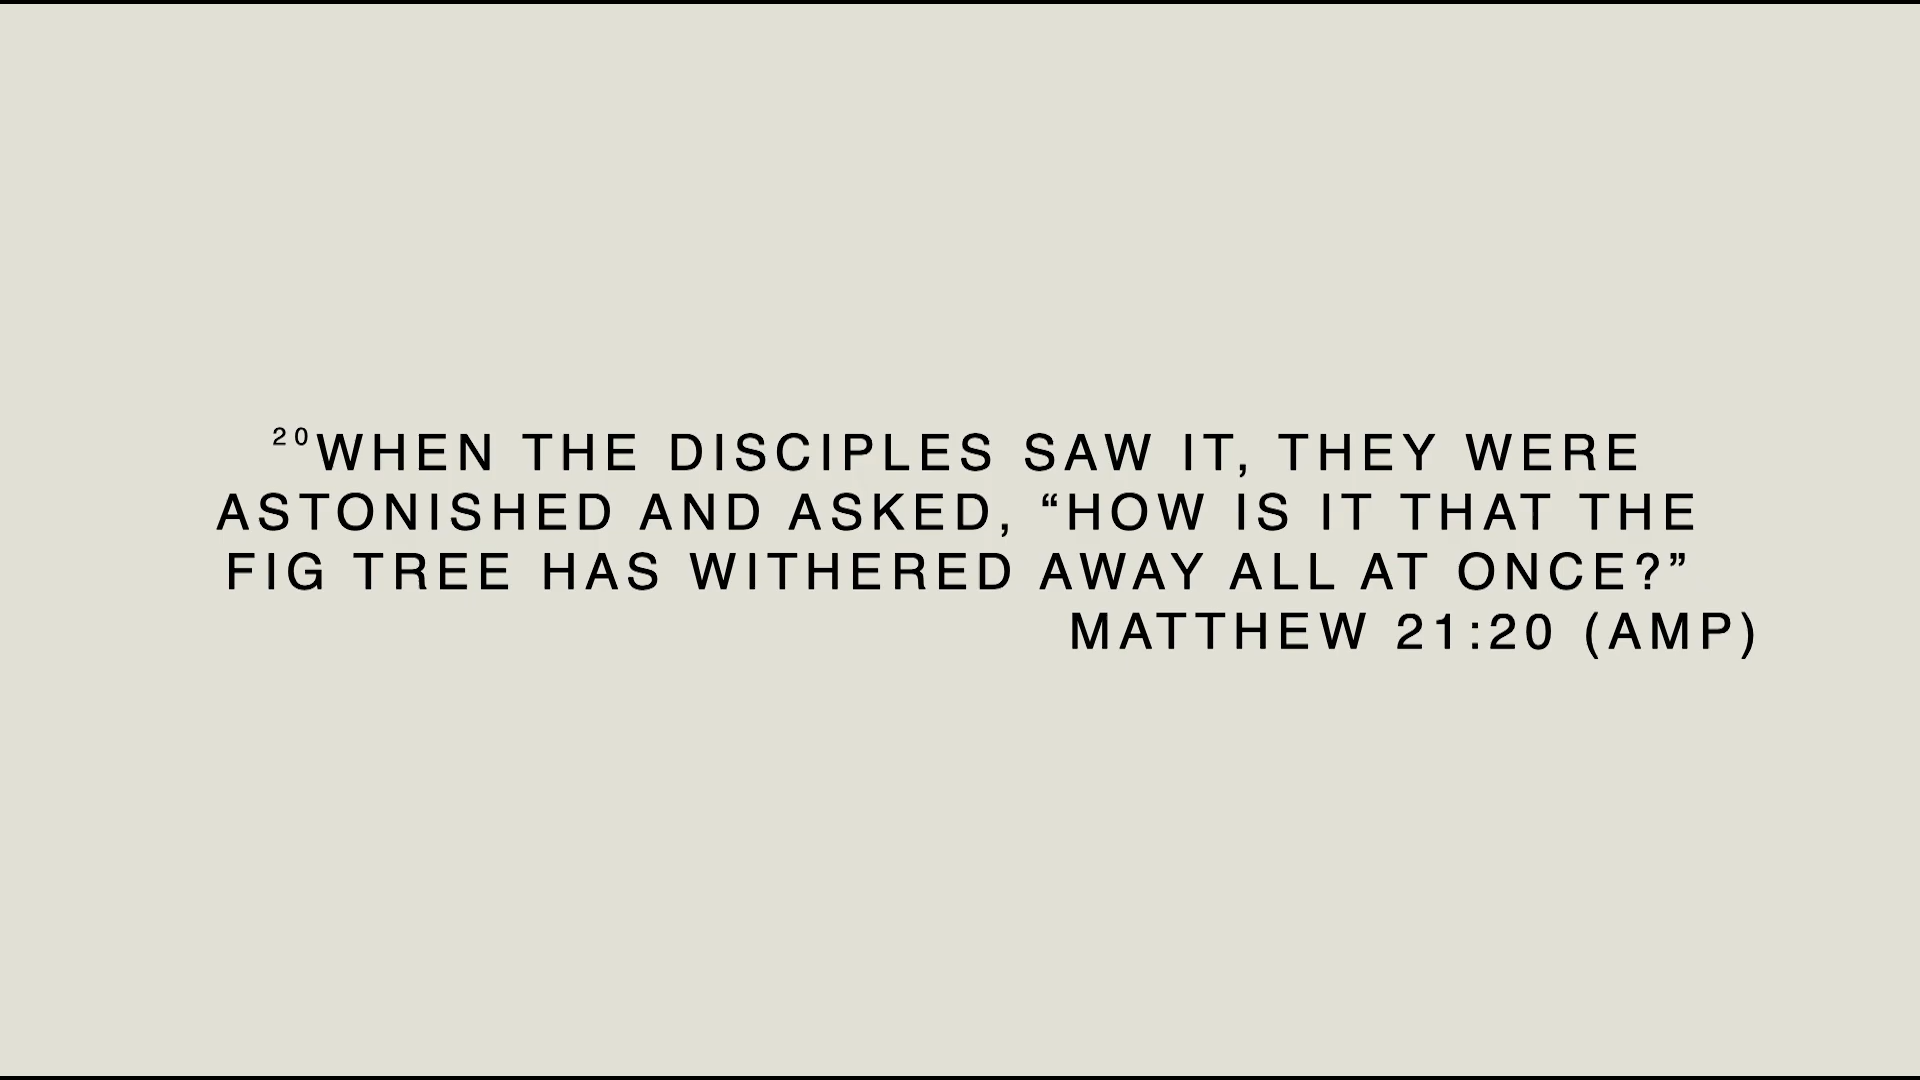 ²⁰WHEN THE DISCIPLES SAW IT, THEY WERE
ASTONISHED AND ASKED, “HOW IS IT THAT THE
FIG TREE HAS WITHERED AWAY ALL AT ONCE?”
MATTHEW 21:20 (AMP)